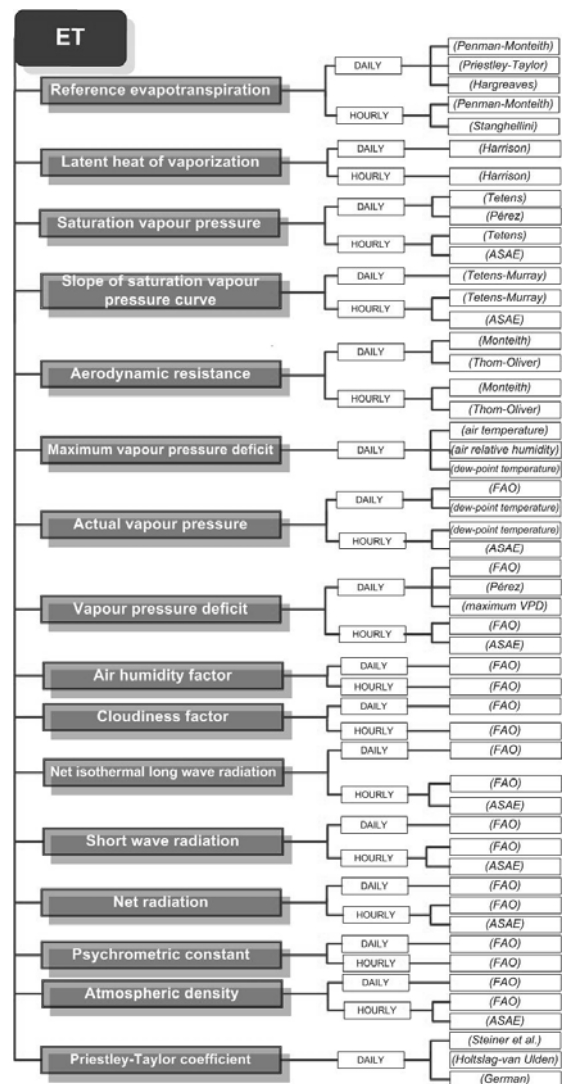 ET
Reference evapotranspiration
DAILY
(Penman-Monteith)
(Priestley-Taylor)
(Hargreaves)
HOURLY
(Penman-Monteith)
(Stanghellini)
Latent heat of vaporization
DAILY
(Harrison)
HOURLY
(Harrison)
Saturation vapour pressure
DAILY
(Tetens)
(Pérez)
HOURLY
(Tetens)
(ASAE)
Slope of saturation vapour
pressure curve
DAILY
(Tetens-Murray)
HOURLY
(Tetens-Murray)
(ASAE)
Aerodynamic resistance
DAILY
(Monteith)
(Thom-Oliver)
HOURLY
(Monteith)
(Thom-Oliver)
Maximum vapour pressure deficit
DAILY
(air temperature)
(air relative humidity)
(dew-point temperature)
Actual vapour pressure
DAILY
(FAO)
(dew-point temperature)
HOURLY
(dew-point temperature)
(ASAE)
Vapour pressure deficit
DAILY
(FAO)
(Pérez)
(maximum VPD)
HOURLY
(FAO)
(ASAE)
Air humidity factor
DAILY
(FAO)
HOURLY
(FAO)
Cloudiness factor
DAILY
(FAO)
HOURLY
(FAO)
Net isothermal long wave radiation
DAILY
(FAO)
HOURLY
(FAO)
(ASAE)
Short wave radiation
DAILY
(FAO)
HOURLY
(FAO)
(ASAE)
Net radiation
DAILY
(FAO)
HOURLY
(FAO)
(ASAE)
Psychrometric constant
DAILY
(FAO)
HOURLY
(FAO)
Atmospheric density
DAILY
(FAO)
HOURLY
(FAO)
(ASAE)
Priestley-Taylor coefficient
DAILY
(Steiner et al.)
(Holtslag-van Ulden)
(German)